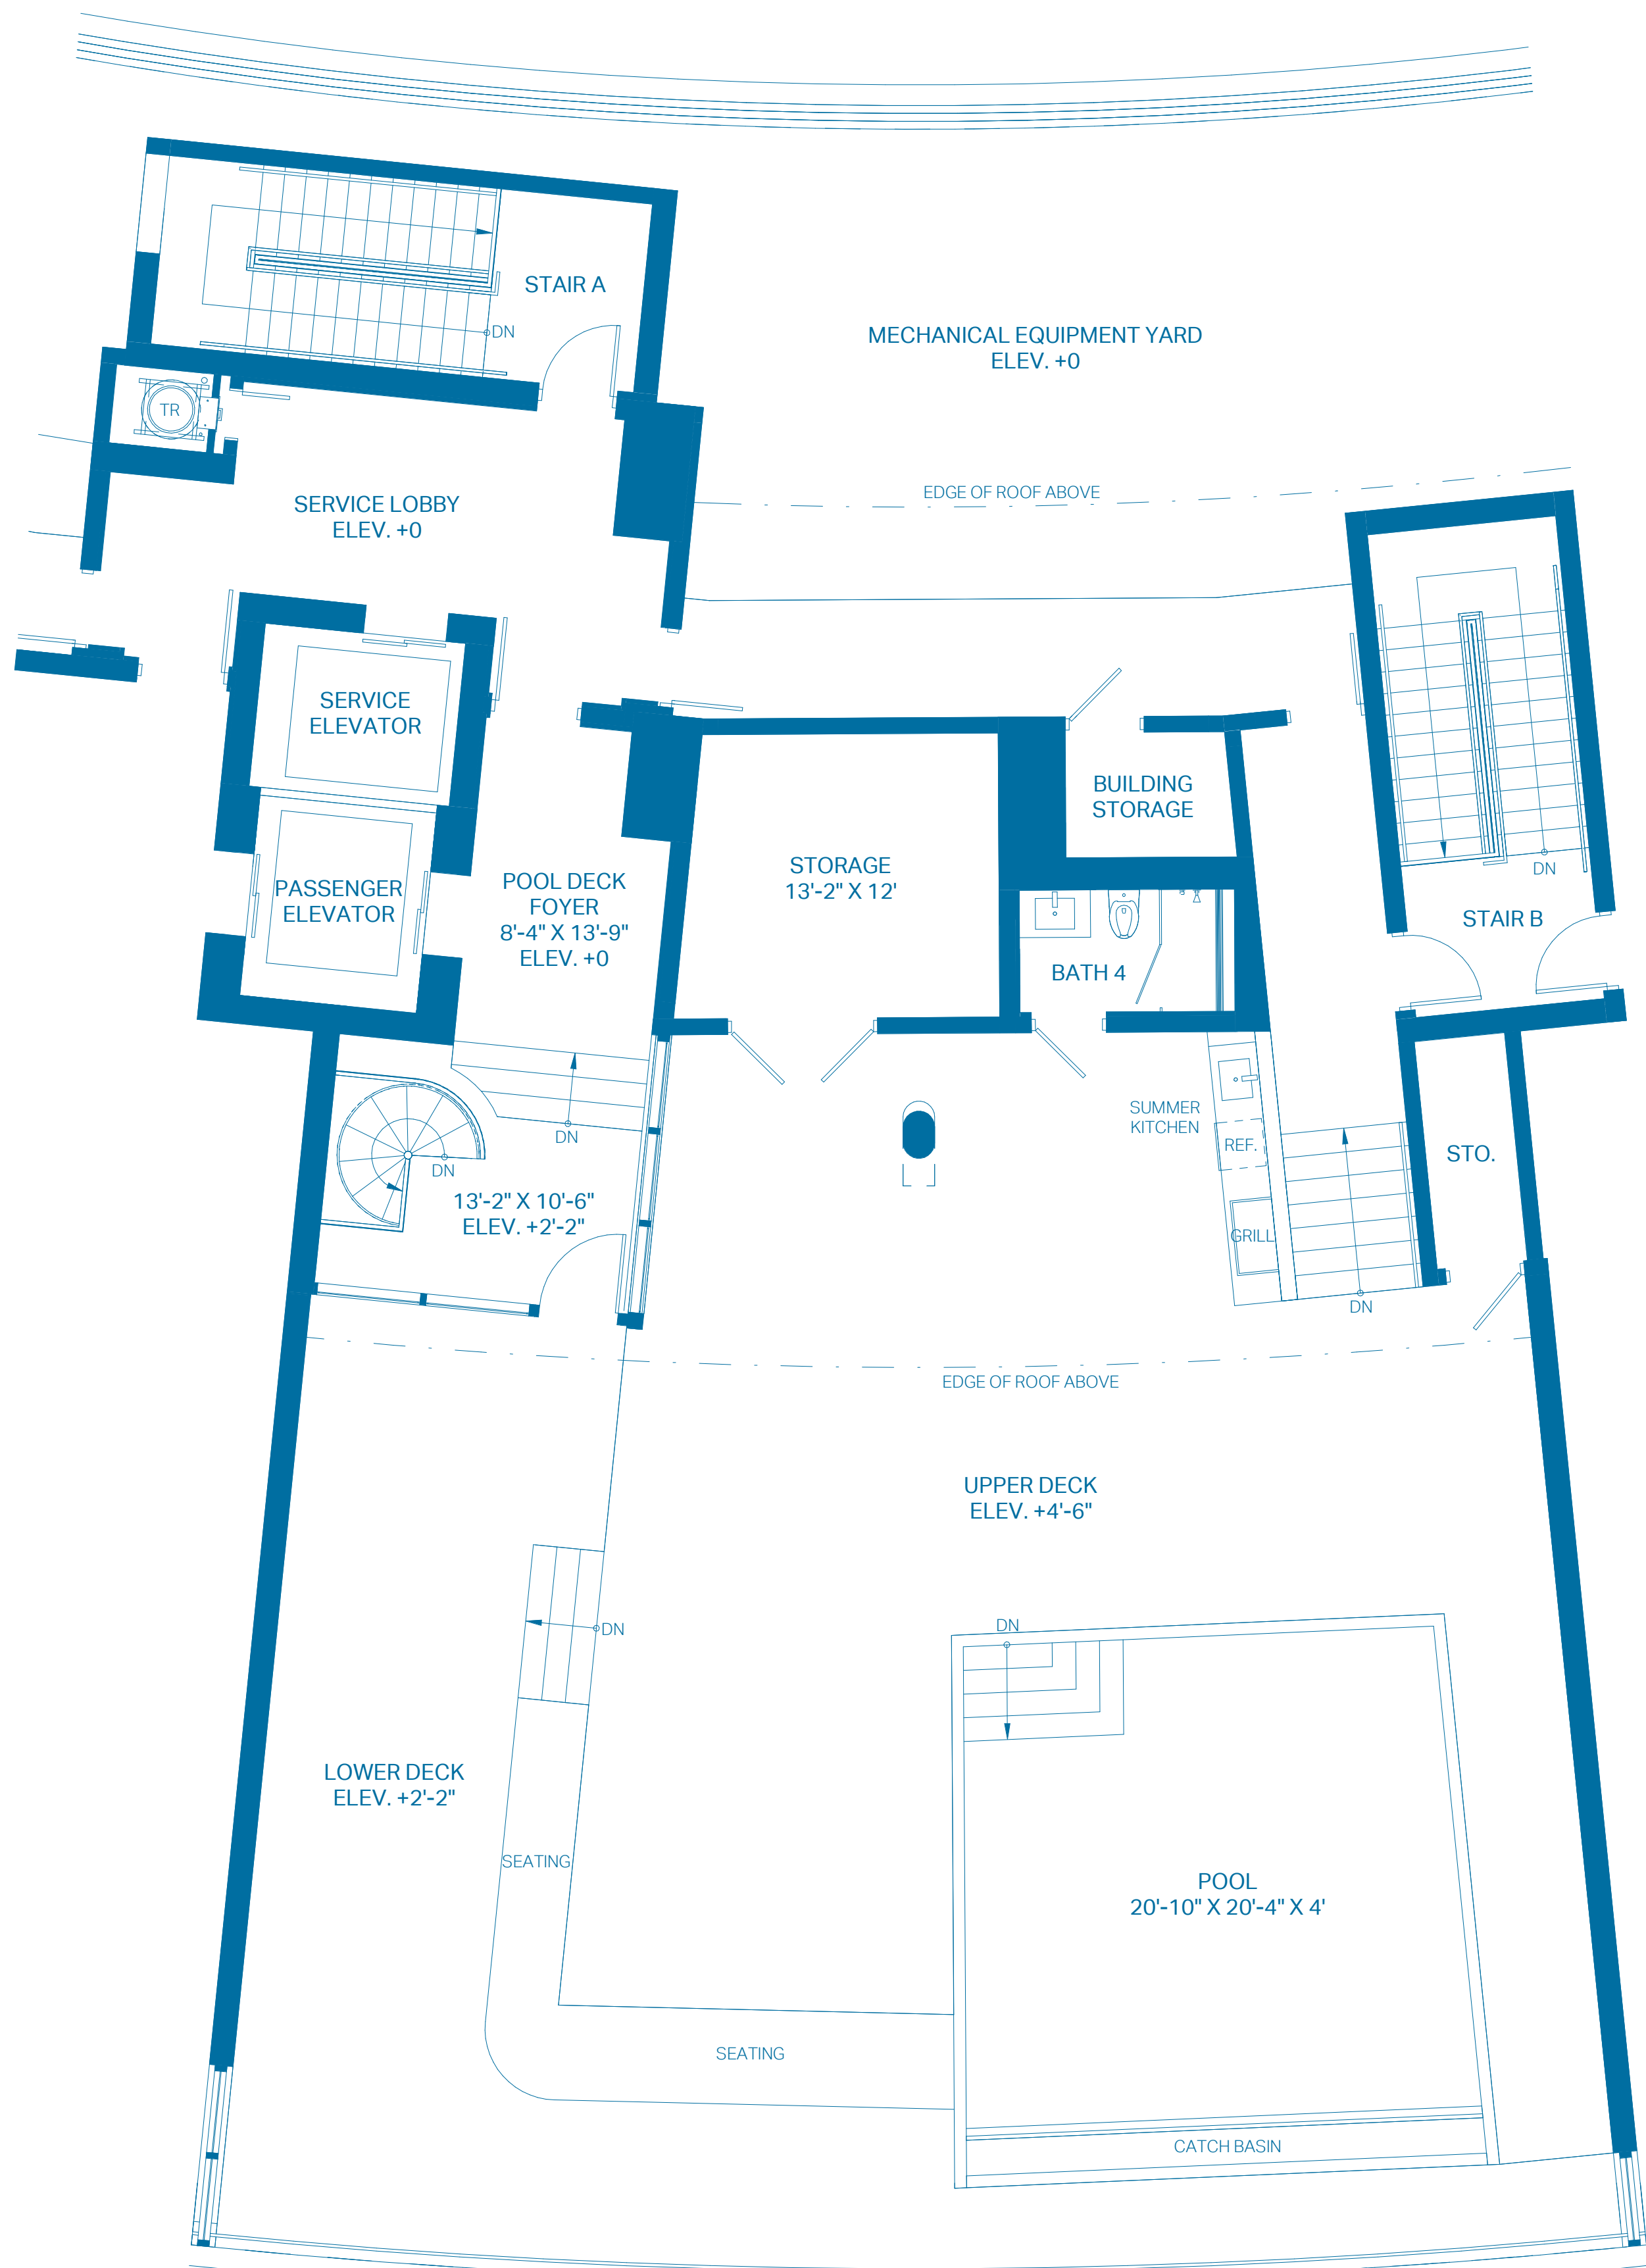 STAIR A
DN
MECHANICAL EQUIPMENT YARD
ELEV. +0
TR
EDGE OF ROOF ABOVE
SERVICE LOBBY
ELEV. +0
SERVICE
ELEVATOR
BUILDING
STORAGE
STORAGE
13'-2" X 12'
PASSENGER
ELEVATOR
POOL DECK
FOYER
8'-4" X 13'-9"
ELEV. +0
DN
STAIR B
BATH 4
SUMMER
KITCHEN
REF.
STO.
DN
DN
13'-2" X 10'-6"
ELEV. +2'-2"
GRILL
DN
EDGE OF ROOF ABOVE
UPPER DECK
ELEV. +4'-6"
DN
DN
LOWER DECK
ELEV. +2'-2"
SEATING
POOL
20'-10" X 20'-4" X 4'
SEATING
CATCH BASIN